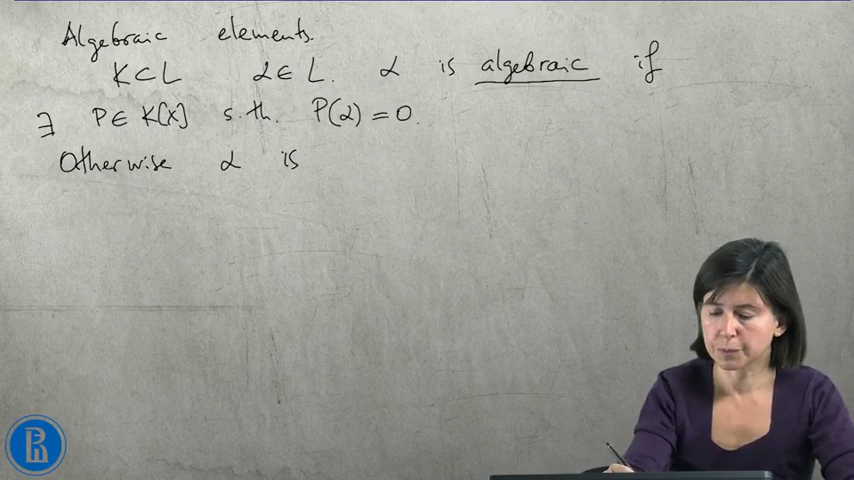 Algebraic elements.
K⊂L α∈L. α is algebraic if
∃ P∈K[X] s.th. P(α)=0.
Otherwise α is